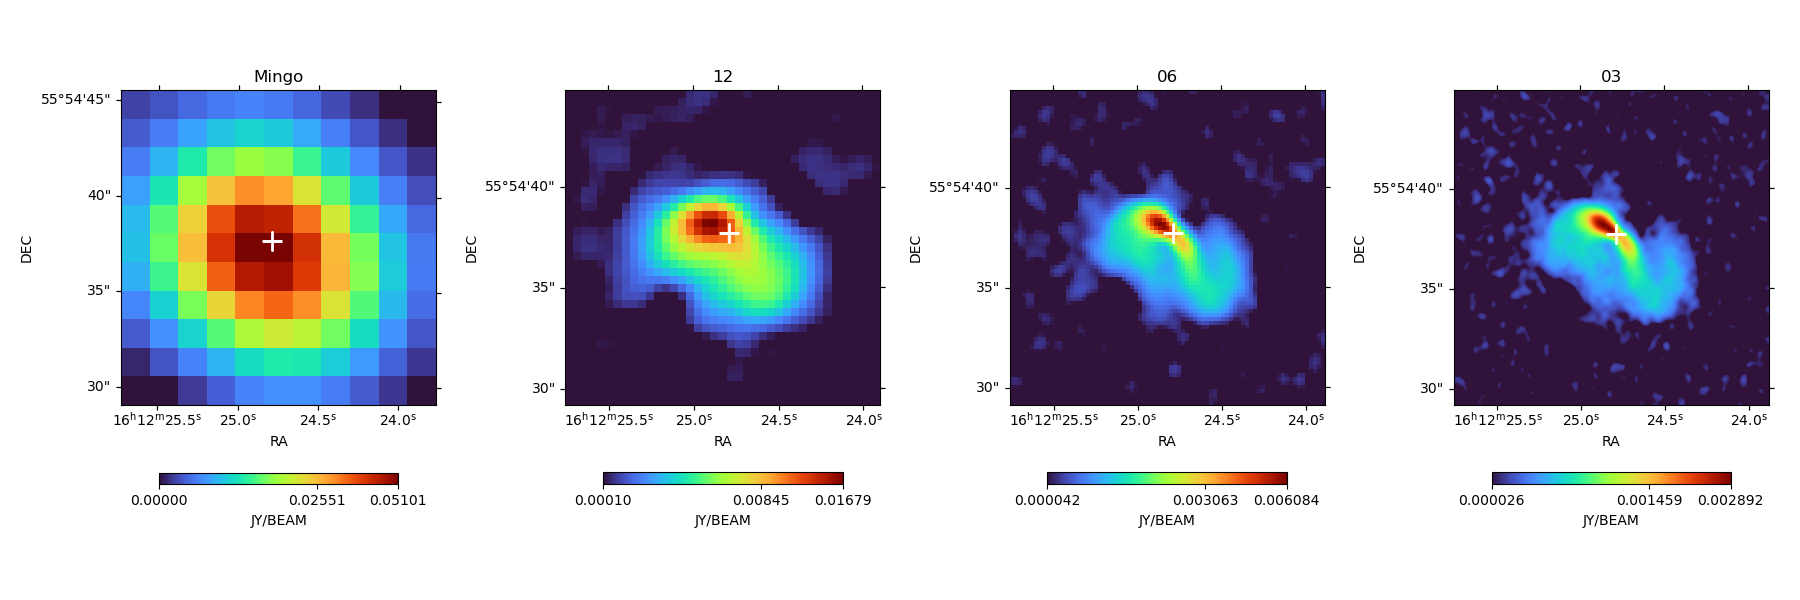 Mingo
55°54'45"
40"
35"
30"
DEC
16ʰ12ᵐ25.5ˢ 25.0ˢ 24.5ˢ 24.0ˢ
RA
0.00000 0.02551 0.05101
JY/BEAM
12
55°54'40"
35"
30"
DEC
16ʰ12ᵐ25.5ˢ 25.0ˢ 24.5ˢ 24.0ˢ
RA
0.00010 0.00845 0.01679
JY/BEAM
06
55°54'40"
35"
30"
DEC
16ʰ12ᵐ25.5ˢ 25.0ˢ 24.5ˢ 24.0ˢ
RA
0.000042 0.003063 0.006084
JY/BEAM
03
55°54'40"
35"
30"
DEC
16ʰ12ᵐ25.5ˢ 25.0ˢ 24.5ˢ 24.0ˢ
RA
0.000026 0.001459 0.002892
JY/BEAM